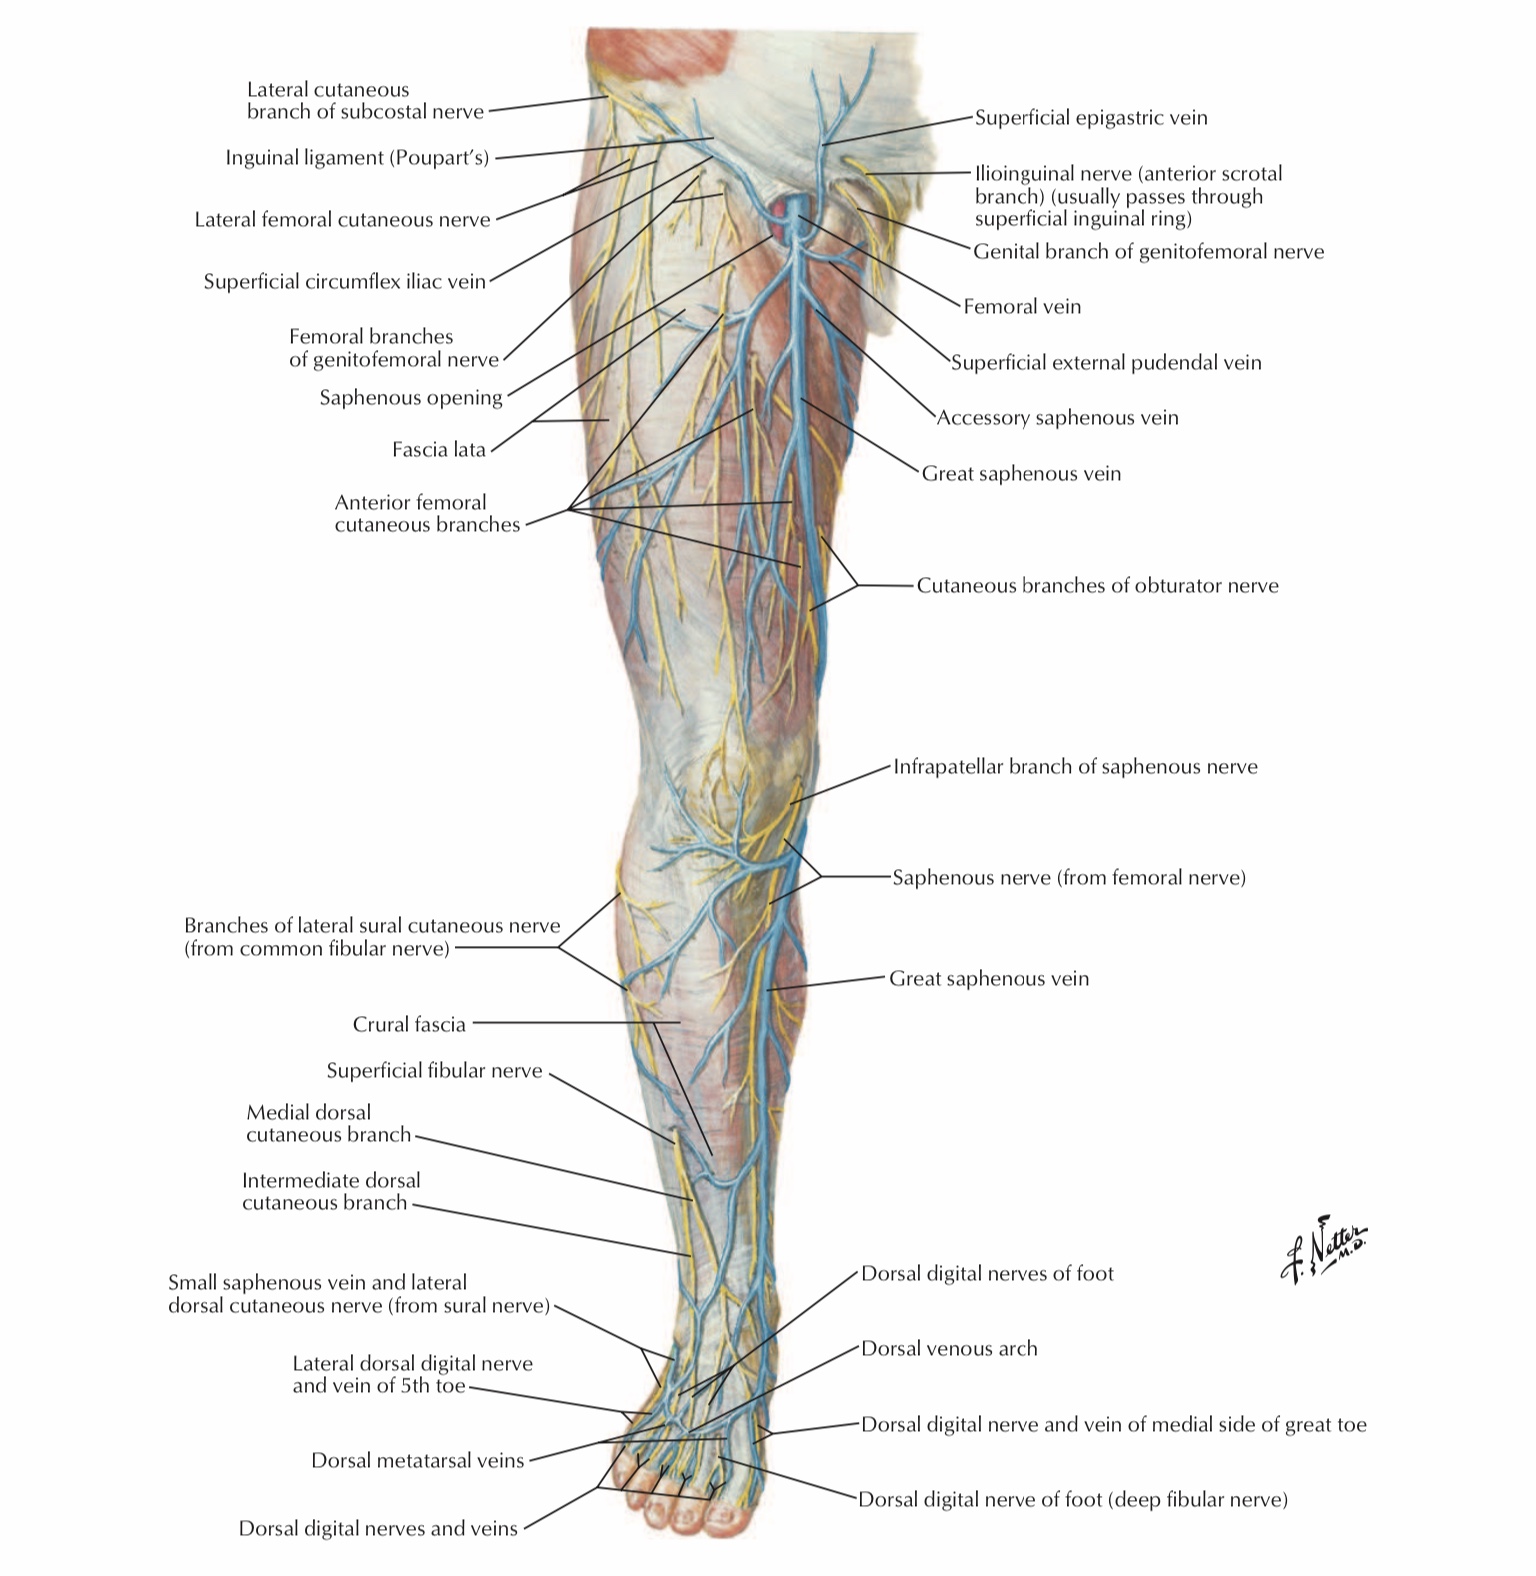 Lateral cutaneous
branch of subcostal nerve
Inguinal ligament (Poupart's)
Lateral femoral cutaneous nerve
Superficial circumflex iliac vein
Femoral branches
of genitofemoral nerve
Saphenous opening
Fascia lata
Anterior femoral
cutaneous branches
Branches of lateral sural cutaneous nerve
(from common fibular nerve)
Crural fascia
Superficial fibular nerve
Medial dorsal
cutaneous branch
Intermediate dorsal
cutaneous branch
Small saphenous vein and lateral
dorsal cutaneous nerve (from sural nerve)
Lateral dorsal digital nerve
and vein of 5th toe
Dorsal metatarsal veins
Dorsal digital nerves and veins
Superficial epigastric vein
Ilioinguinal nerve (anterior scrotal
branch) (usually passes through
superficial inguinal ring)
Genital branch of genitofemoral nerve
Femoral vein
Superficial external pudendal vein
Accessory saphenous vein
Great saphenous vein
Cutaneous branches of obturator nerve
Infrapatellar branch of saphenous nerve
Saphenous nerve (from femoral nerve)
Great saphenous vein
Dorsal digital nerves of foot
Dorsal venous arch
Dorsal digital nerve and vein of medial side of great toe
Dorsal digital nerve of foot (deep fibular nerve)
F. Netter
M.D.